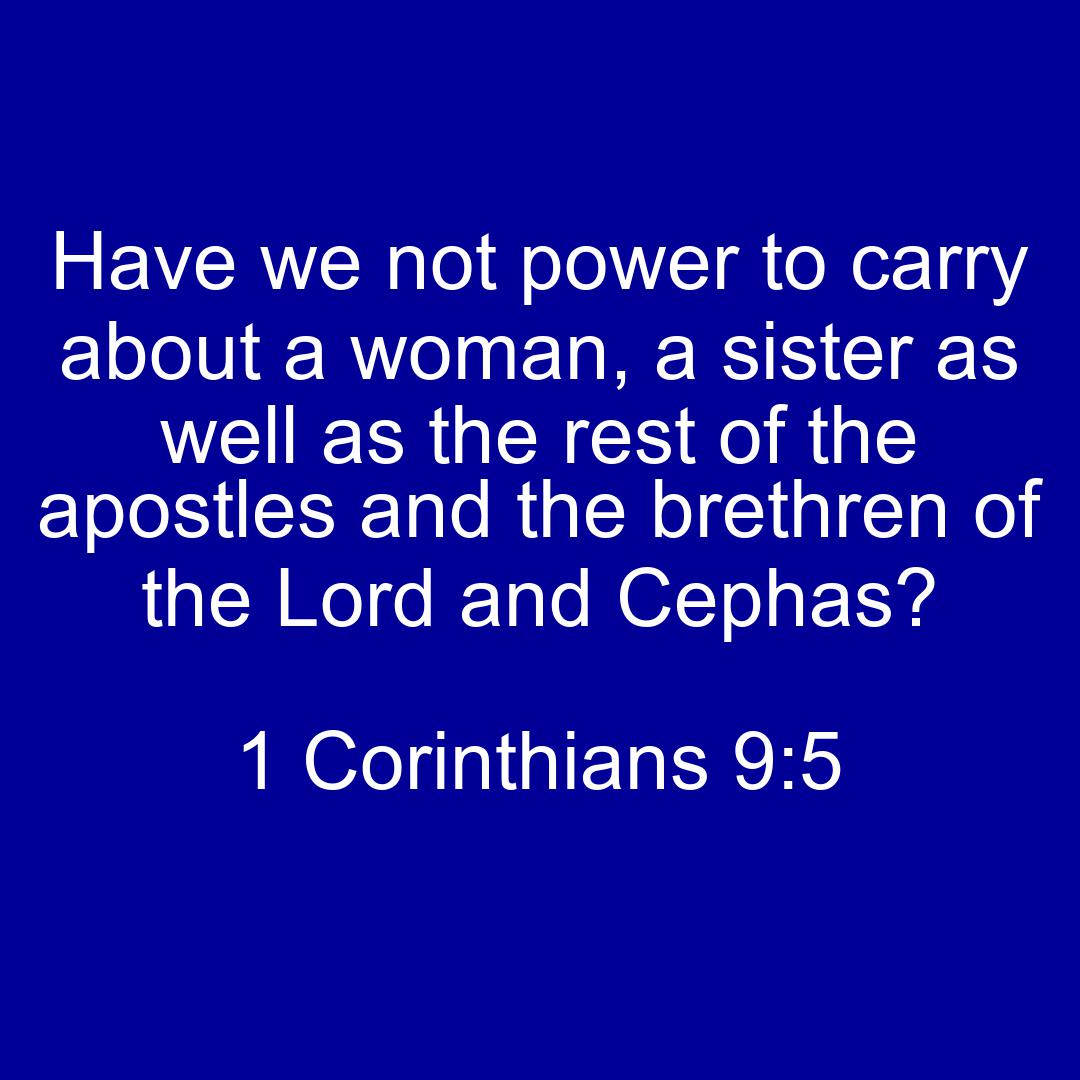 Have we not power to carry
about a woman, a sister as
well as the rest of the
apostles and the brethren of
the Lord and Cephas?
1 Corinthians 9:5